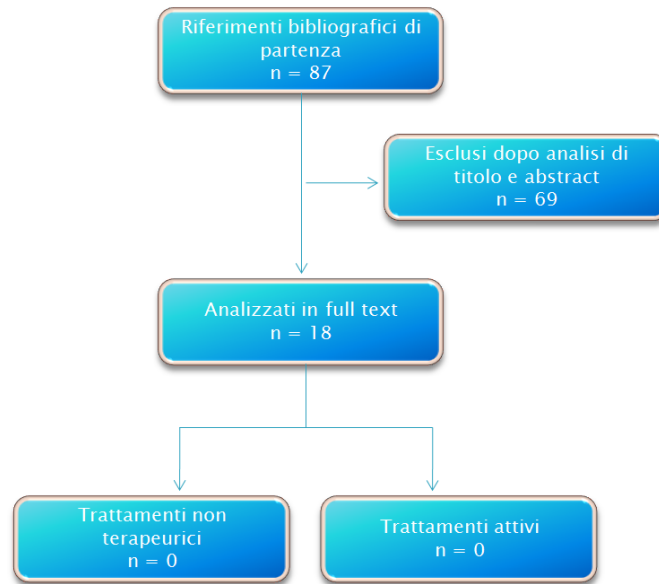 Riferimenti bibliografici di
partenza
n = 87
Esclusi dopo analisi di
titolo e abstract
n = 69
Analizzati in full text
n = 18
Trattamenti non
terapeurici
n = 0
Trattamenti attivi
n = 0